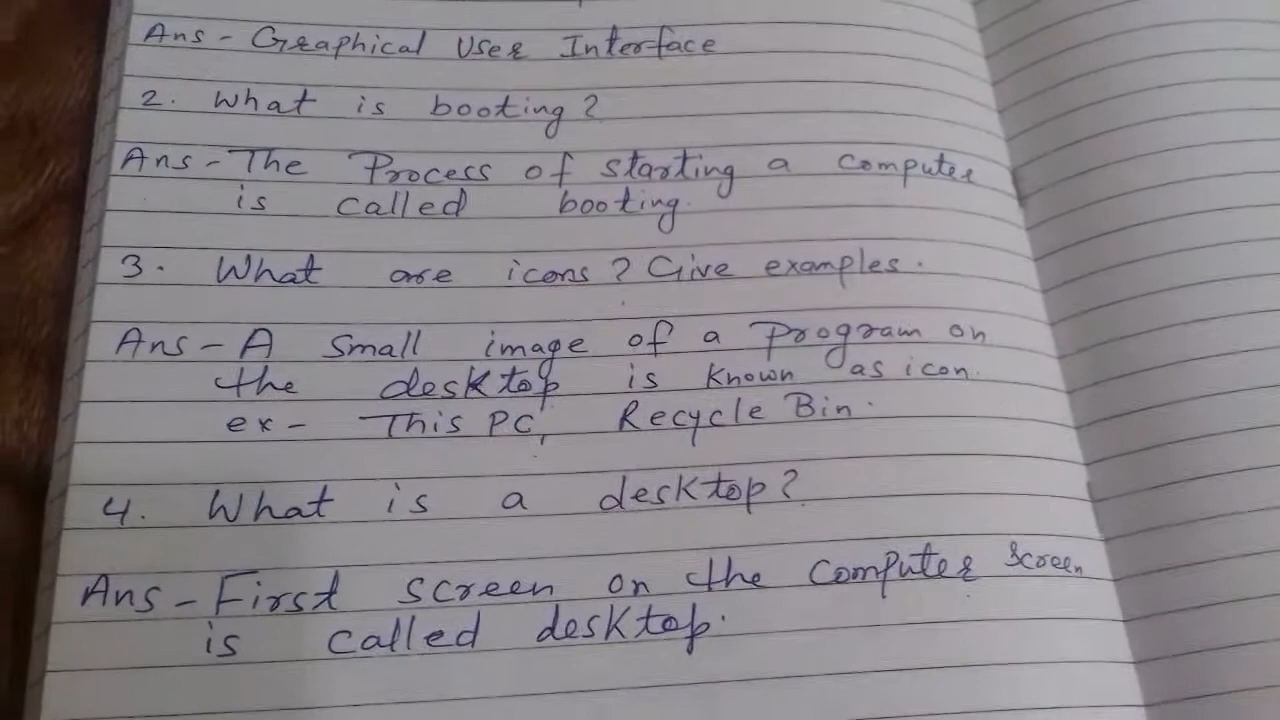 Ans - Graphical User Interface
2. What is booting?
Ans - The Process of starting a computer
is called booting.
3. What are icons? Give examples.
Ans - A small image of a program on
the desktop is known as icon.
ex - This PC, Recycle Bin.
4. What is a desktop?
Ans - First screen on the computer screen
is called desktop.